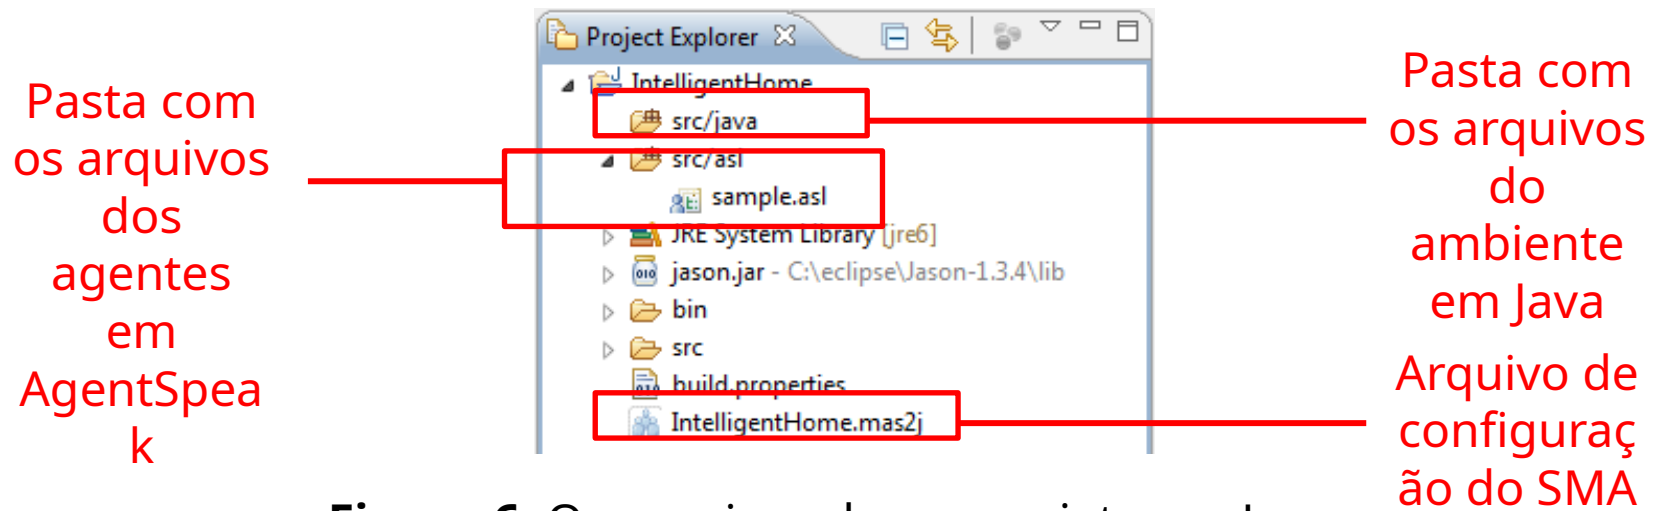 Pasta com
os arquivos
dos
agentes
em
AgentSpea
k
Project Explorer
IntelligentHome
src/java
src/asl
sample.asl
JRE System Library [jre6]
jason.jar - C:\eclipse\Jason-1.3.4\lib
bin
src
build.properties
IntelligentHome.mas2j
Pasta com
os arquivos
do
ambiente
em Java
Arquivo de
configuraç
ão do SMA